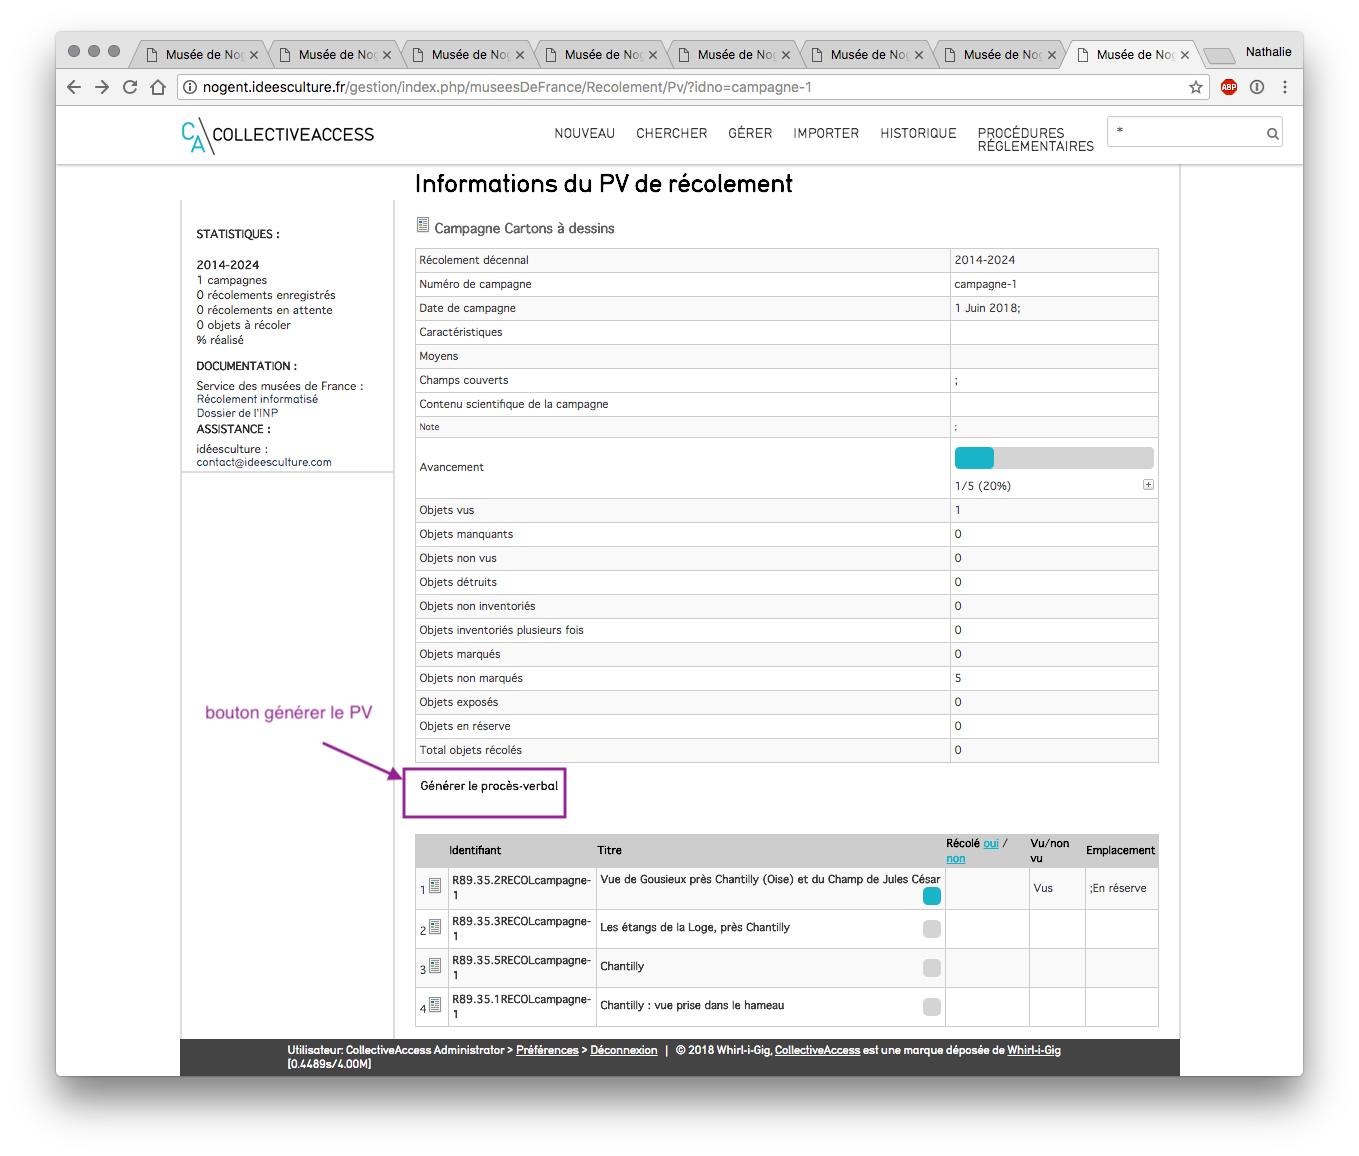 Musée de Nog
Musée de Nog
Musée de Nog
Musée de Nog
Musée de Nog
Musée de Nog
Musée de Nog
Musée de Nog
Nathalie
nogent.ideesculture.fr/gestion/index.php/museesDeFrance/Recolement/Pv/?idno=campagne-1
ABP
CA\COLLECTIVEACCESS
NOUVEAU
CHERCHER
GÉRER
IMPORTER
HISTORIQUE
PROCÉDURES
RÉGLEMENTAIRES
*
Informations du PV de récolement
STATISTIQUES :
2014-2024
1 campagnes
0 récolements enregistrés
0 récolements en attente
0 objets à récoler
% réalisé
DOCUMENTATION :
Service des musées de France :
Récolement informatisé
Dossier de l'INP
ASSISTANCE :
idéesculture :
contact@ideesculture.com
Campagne Cartons à dessins
Récolement décennal 2014-2024
Numéro de campagne campagne-1
Date de campagne 1 Juin 2018;
Caractéristiques
Moyens
Champs couverts ;
Contenu scientifique de la campagne
Note ;
Avancement
1/5 (20%)
Objets vus 1
Objets manquants 0
Objets non vus 0
Objets détruits 0
Objets non inventoriés 0
Objets inventoriés plusieurs fois 0
Objets marqués 0
Objets non marqués 5
Objets exposés 0
Objets en réserve 0
Total objets récolés 0
bouton générer le PV
Générer le procès-verbal
Identifiant
Titre
Récolé oui /
non
Vu/non
vu
Emplacement
1
R89.35.2RECOLcampagne-
1
Vue de Gousieux près Chantilly (Oise) et du Champ de Jules César
Vus
;En réserve
2
R89.35.3RECOLcampagne-
1
Les étangs de la Loge, près Chantilly
3
R89.35.5RECOLcampagne-
1
Chantilly
4
R89.35.1RECOLcampagne-
1
Chantilly : vue prise dans le hameau
Utilisateur: CollectiveAccess Administrator > Préférences > Déconnexion | © 2018 Whirl-i-Gig, CollectiveAccess est une marque déposée de Whirl-i-Gig
[0.4489s/4.00M]